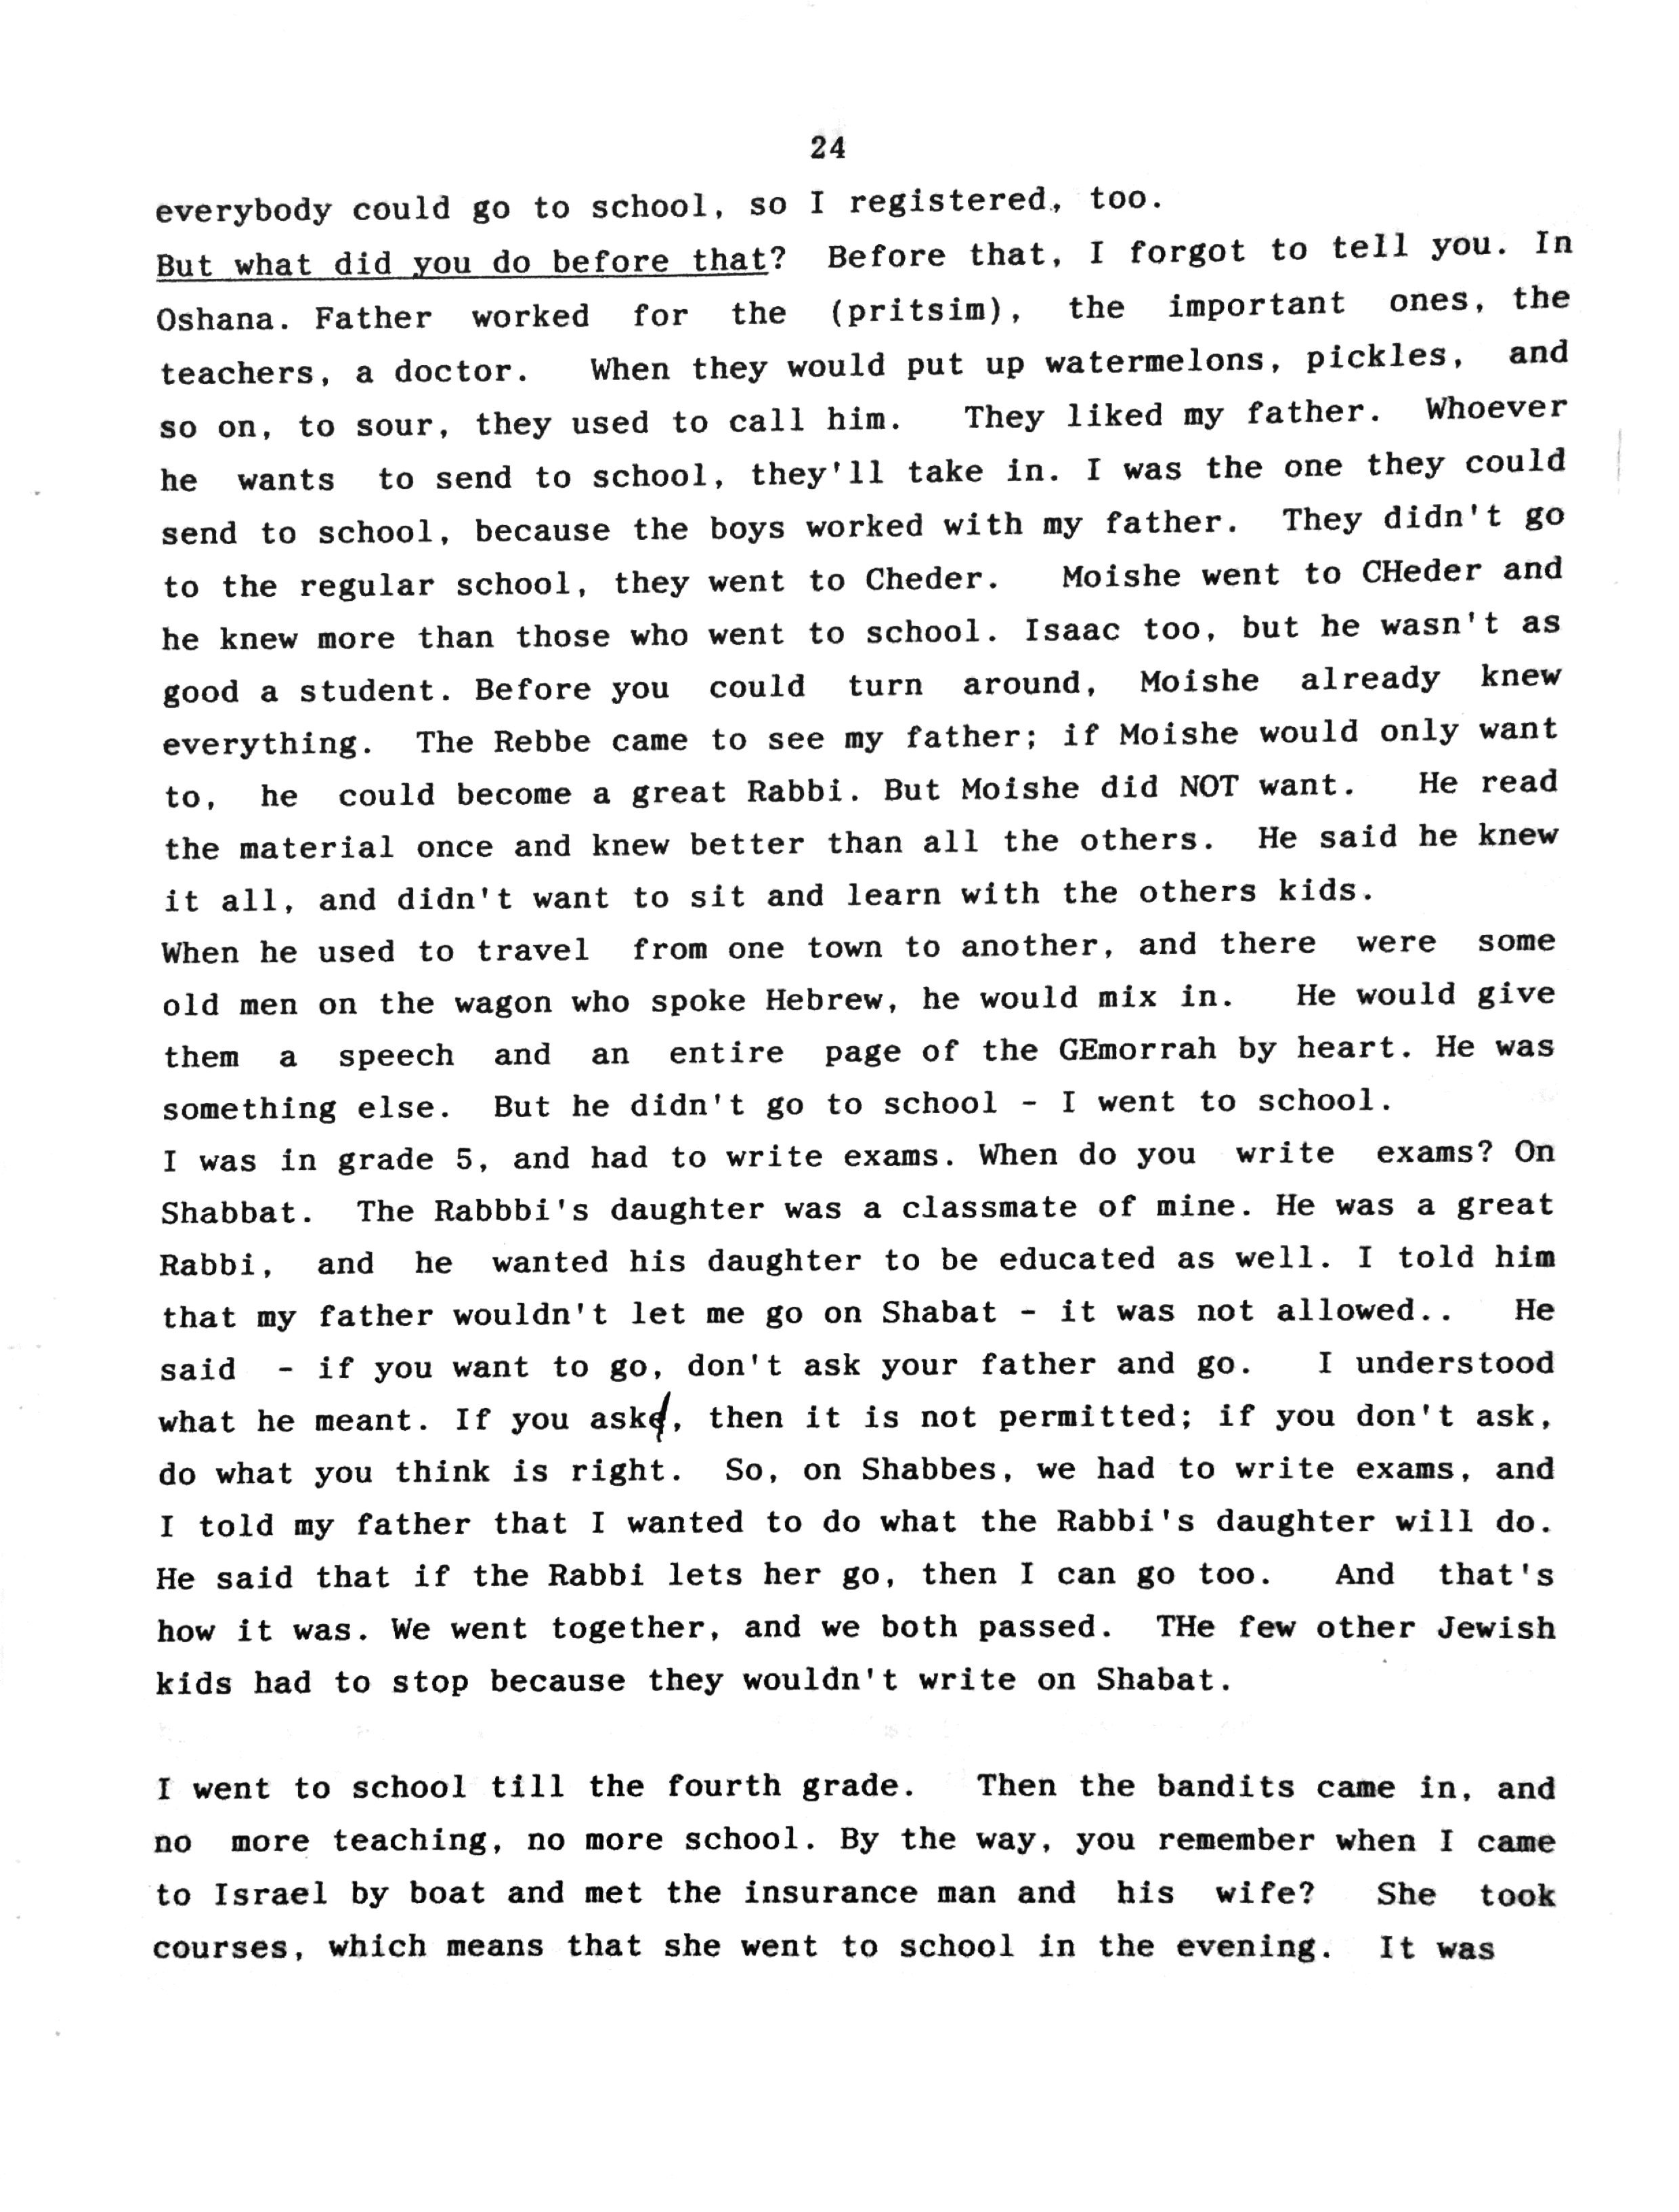 24
everybody could go to school, so I registered, too.
But what did you do before that? Before that, I forgot to tell you. In
Oshana. Father worked for the (pritsim), the important ones, the
teachers, a doctor. When they would put up watermelons, pickles, and
so on, to sour, they used to call him. They liked my father. Whoever
he wants to send to school, they'll take in. I was the one they could
send to school, because the boys worked with my father. They didn't go
to the regular school, they went to Cheder. Moishe went to CHeder and
he knew more than those who went to school. Isaac too, but he wasn't as
good a student. Before you could turn around, Moishe already knew
everything. The Rebbe came to see my father; if Moishe would only want
to, he could become a great Rabbi. But Moishe did NOT want. He read
the material once and knew better than all the others. He said he knew
it all, and didn't want to sit and learn with the others kids.
When he used to travel from one town to another, and there were some
old men on the wagon who spoke Hebrew, he would mix in. He would give
them a speech and an entire page of the GEmorrah by heart. He was
something else. But he didn't go to school - I went to school.
I was in grade 5, and had to write exams. When do you write exams? On
Shabbat. The Rabbbi's daughter was a classmate of mine. He was a great
Rabbi, and he wanted his daughter to be educated as well. I told him
that my father wouldn't let me go on Shabat - it was not allowed.. He
said - if you want to go, don't ask your father and go. I understood
what he meant. If you ask, then it is not permitted; if you don't ask,
do what you think is right. So, on Shabbes, we had to write exams, and
I told my father that I wanted to do what the Rabbi's daughter will do.
He said that if the Rabbi lets her go, then I can go too. And that's
how it was. We went together, and we both passed. THe few other Jewish
kids had to stop because they wouldn't write on Shabat.
I went to school till the fourth grade. Then the bandits came in, and
no more teaching, no more school. By the way, you remember when I came
to Israel by boat and met the insurance man and his wife? She took
courses, which means that she went to school in the evening. It was